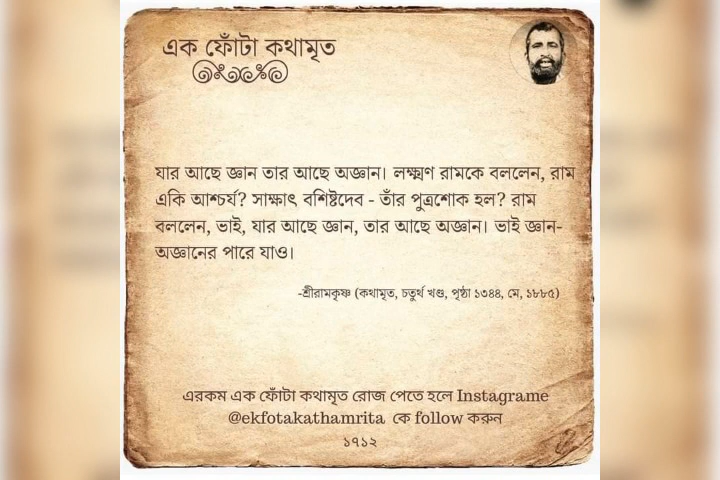 এক ফোঁটা কথামৃত
যার আছে জ্ঞান তার আছে অজ্ঞান। লক্ষ্মণ রামকে বললেন, রাম
একি আশ্চর্য? সাক্ষাৎ বশিষ্টদেব - তাঁর পুত্রশোক হল? রাম
বললেন, ভাই, যার আছে জ্ঞান, তার আছে অজ্ঞান। ভাই জ্ঞান-
অজ্ঞানের পারে যাও।
-শ্রীরামকৃষ্ণ (কথামৃত, চতুর্থ খণ্ড, পৃষ্ঠা ১৩৪৪, মে, ১৮৮৫)
এরকম এক ফোঁটা কথামৃত রোজ পেতে হলে Instagrame
@ekfotakathamrita কে follow করুন
১৭১২